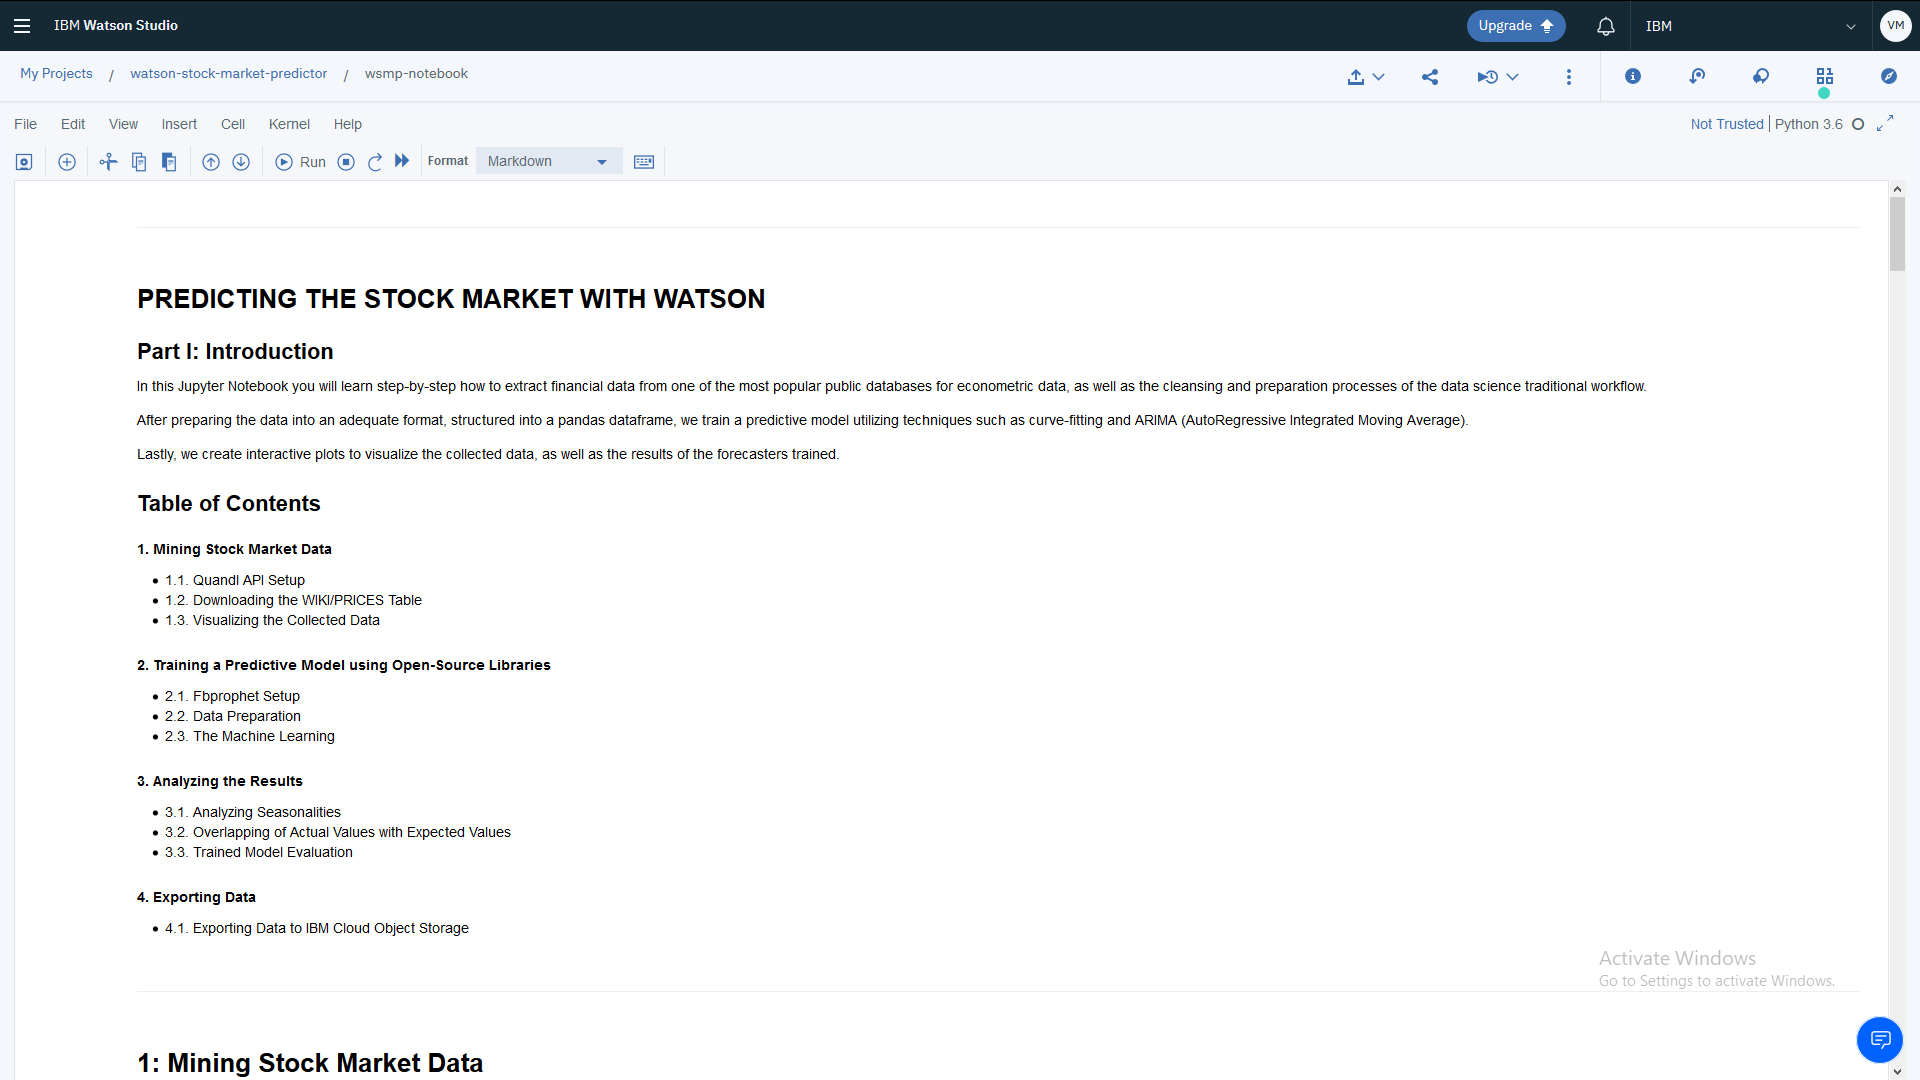 IBM Watson Studio
Upgrade
IBM
VM
My Projects / watson-stock-market-predictor / wsmp-notebook
File Edit View Insert Cell Kernel Help
Not Trusted | Python 3.6
Run
Format
Markdown
PREDICTING THE STOCK MARKET WITH WATSON
Part I: Introduction
In this Jupyter Notebook you will learn step-by-step how to extract financial data from one of the most popular public databases for econometric data, as well as the cleansing and preparation processes of the data science traditional workflow.
After preparing the data into an adequate format, structured into a pandas dataframe, we train a predictive model utilizing techniques such as curve-fitting and ARIMA (AutoRegressive Integrated Moving Average).
Lastly, we create interactive plots to visualize the collected data, as well as the results of the forecasters trained.
Table of Contents
1. Mining Stock Market Data
• 1.1. Quandl API Setup
• 1.2. Downloading the WIKI/PRICES Table
• 1.3. Visualizing the Collected Data
2. Training a Predictive Model using Open-Source Libraries
• 2.1. Fbprophet Setup
• 2.2. Data Preparation
• 2.3. The Machine Learning
3. Analyzing the Results
• 3.1. Analyzing Seasonalities
• 3.2. Overlapping of Actual Values with Expected Values
• 3.3. Trained Model Evaluation
4. Exporting Data
• 4.1. Exporting Data to IBM Cloud Object Storage
Activate Windows
Go to Settings to activate Windows.
1: Mining Stock Market Data